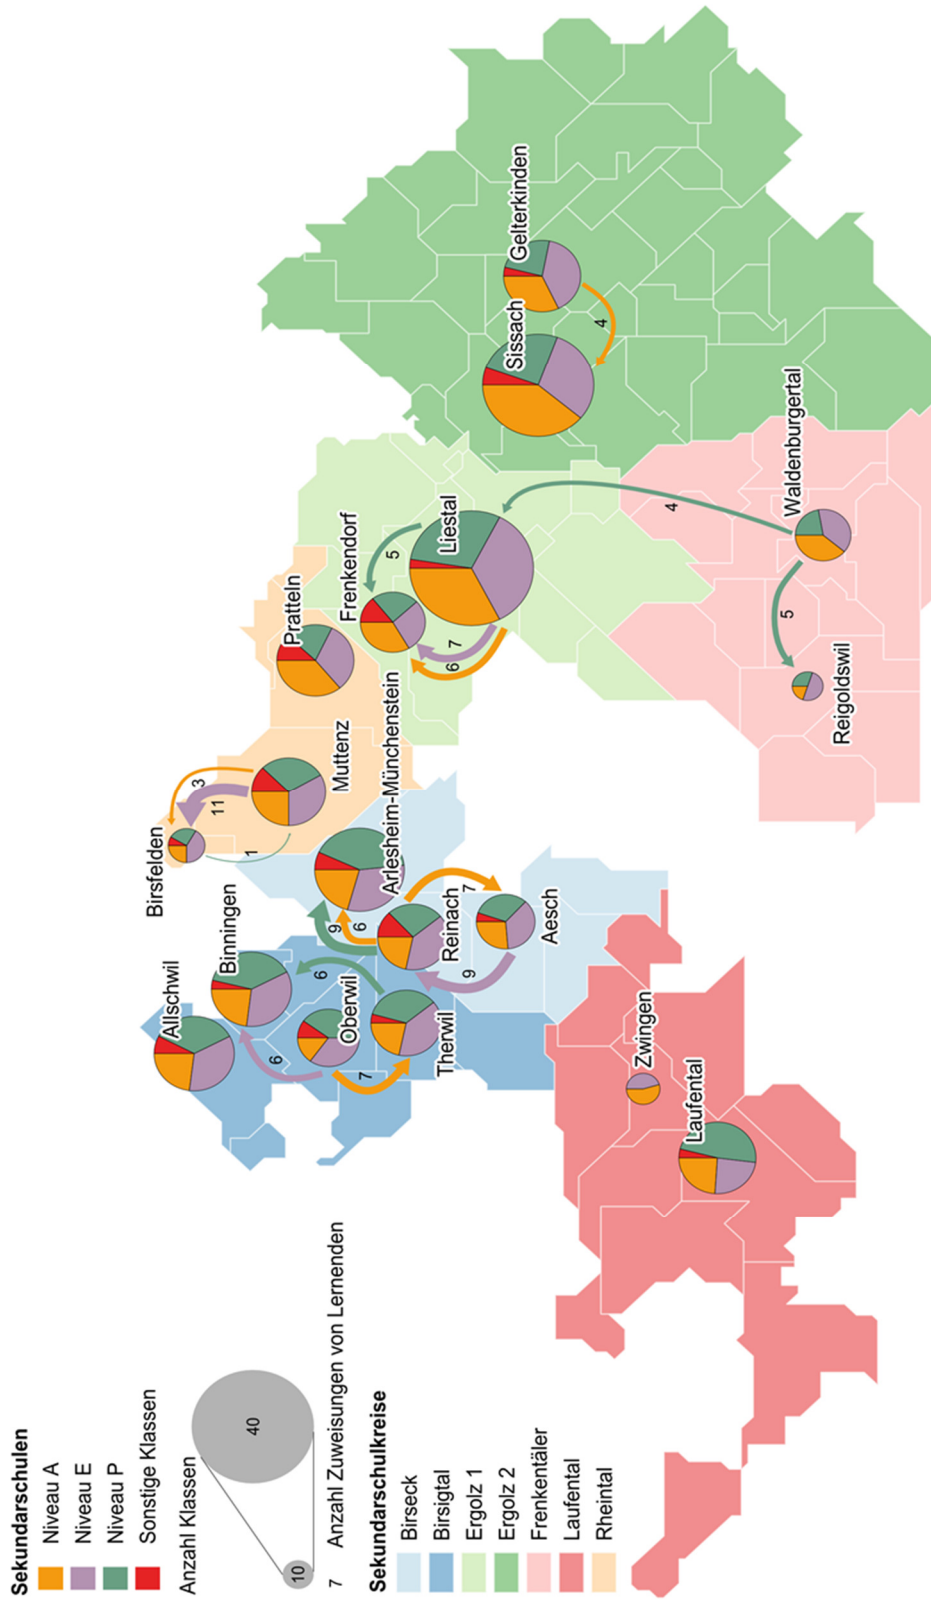 Sekundarschulen
Niveau A
Niveau E
Niveau P
Sonstige Klassen
Anzahl Klassen
10
40
7 Anzahl Zuweisungen von Lernenden
Sekundarschulkreise
Birseck
Birsigtal
Ergolz 1
Ergolz 2
Frenkentäler
Laufental
Rheintal
Allschwil
Binningen
6
6
Oberwil
7
Therwil
Birsfelden
3
11
1
Muttenz
Pratteln
Arlesheim-Münchenstein
9
6
Reinach
7
9
Aesch
Frenkendorf
5
Liestal
7
6
Sissach
Gelterkinden
4
4
Waldenburgertal
5
Reigoldswil
Zwingen
Laufental